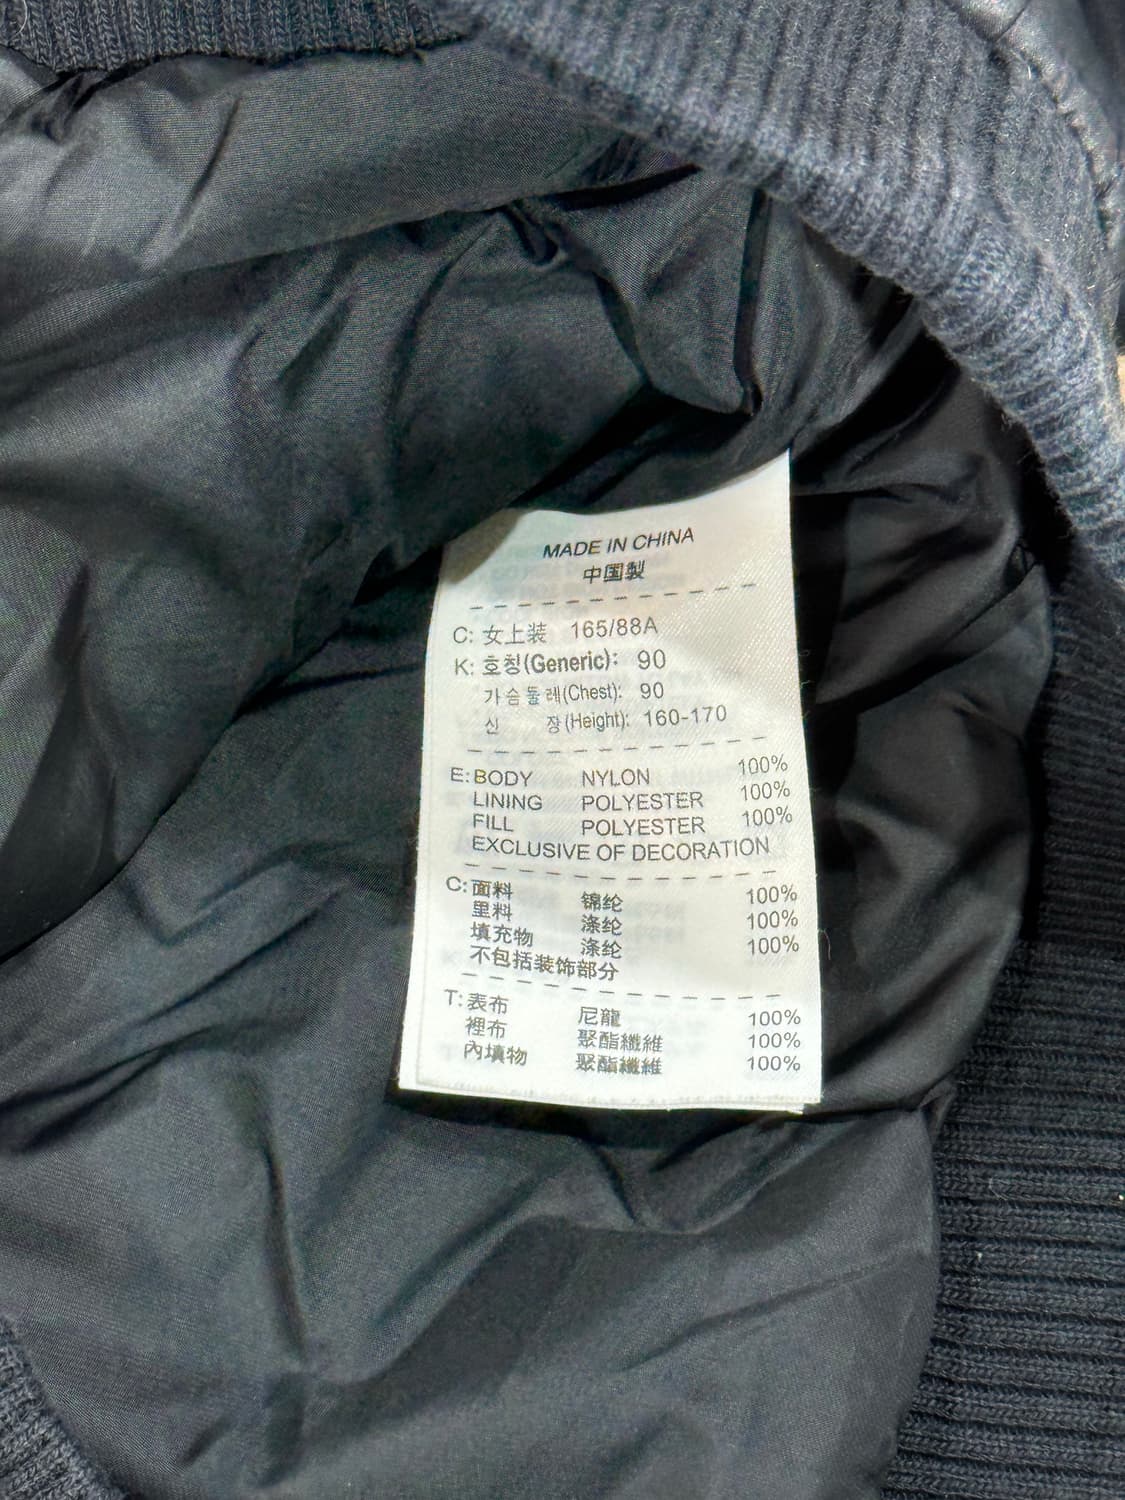 MADE IN CHINA
中国製
C: 女上装 165/88A
K: 호칭(Generic): 90
가슴둘레(Chest): 90
신 장(Height): 160-170
E: BODY NYLON 100%
LINING POLYESTER 100%
FILL POLYESTER 100%
EXCLUSIVE OF DECORATION
C: 面料 锦纶 100%
里料 涤纶 100%
填充物 涤纶 100%
不包括装饰部分
T: 表布 尼龍 100%
裡布 聚酯纖維 100%
內填物 聚酯纖維 100%